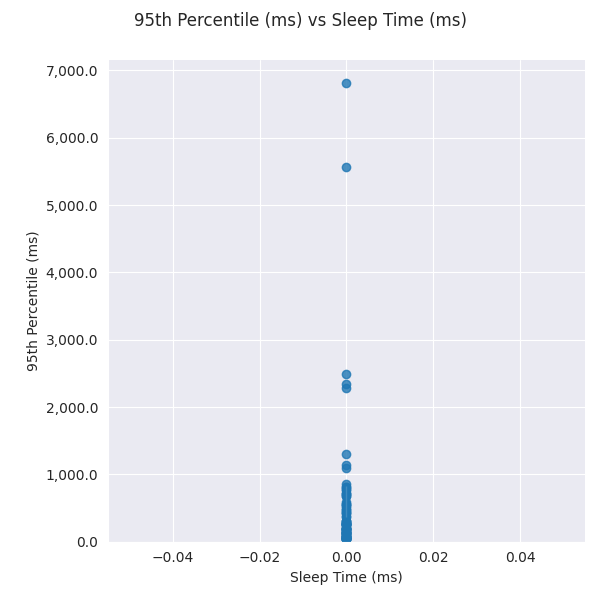 95th Percentile (ms) vs Sleep Time (ms)
7,000.0
6,000.0
5,000.0
4,000.0
3,000.0
2,000.0
1,000.0
0.0
95th Percentile (ms)
−0.04 −0.02 0.00 0.02 0.04
Sleep Time (ms)